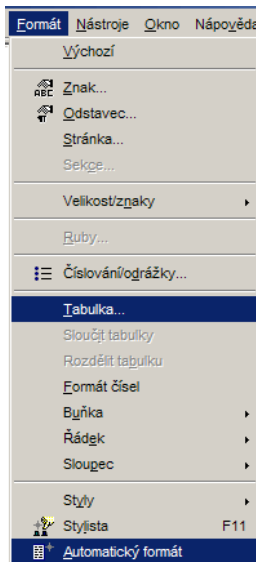 Formát Nástroje Okno Nápověda
Výchozí
Znak...
Odstavec...
Stránka...
Sekce...
Velikost/znaky
Ruby...
Číslování/odrážky...
Tabulka...
Sloučit tabulky
Rozdělit tabulku
Formát čísel
Buňka
Řádek
Sloupec
Styly
Stylista F11
Automatický formát